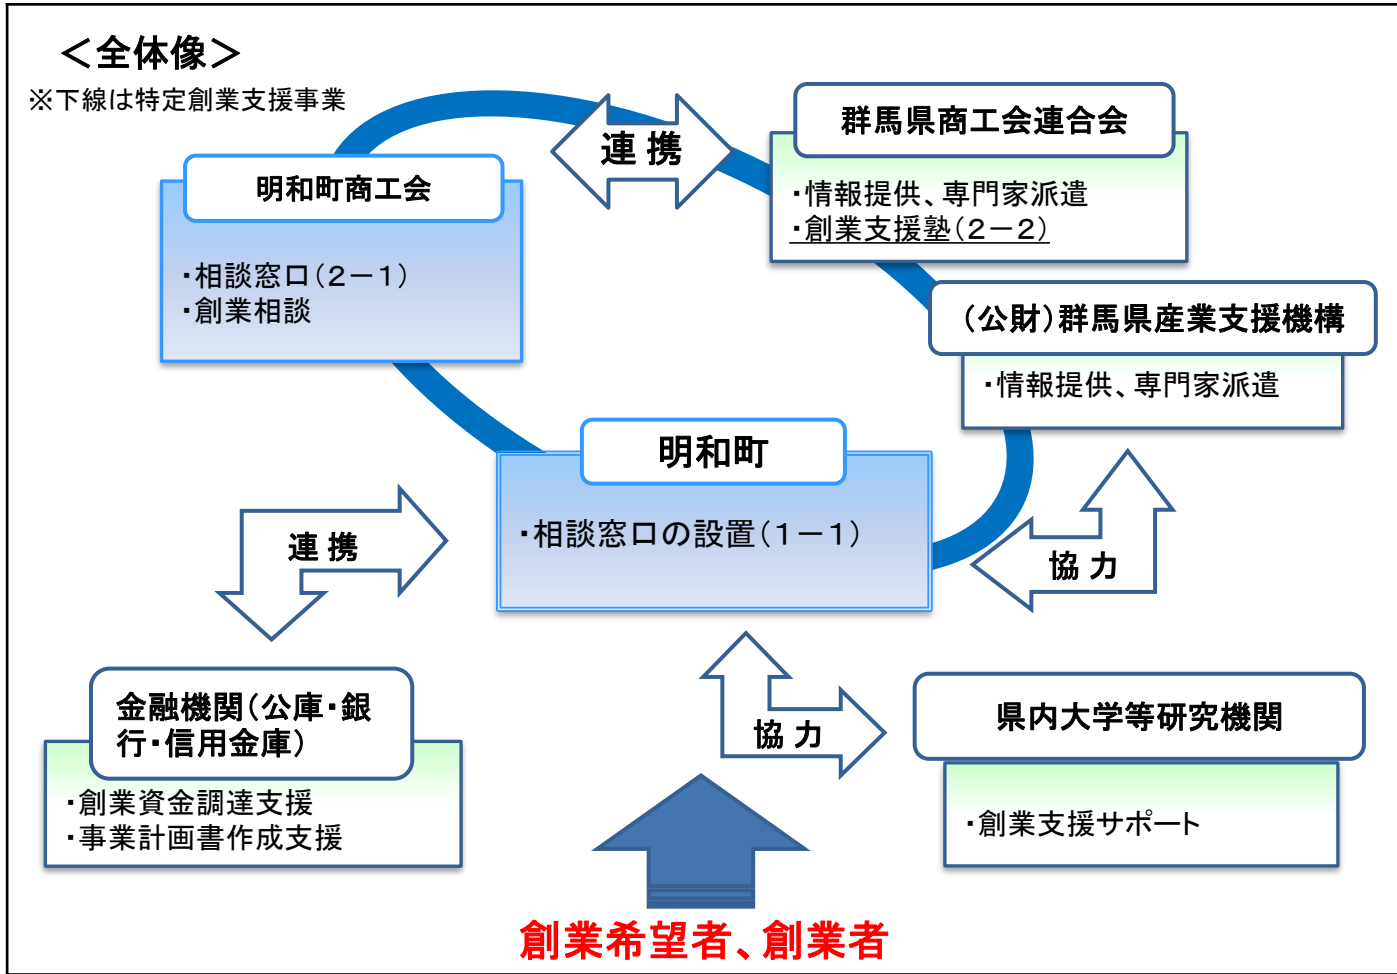 ＜全体像＞
※下線は特定創業支援事業
連 携
群馬県商工会連合会
・情報提供、専門家派遣
・創業支援塾（２－２）
明和町商工会
・相談窓口（２－１）
・創業相談
（公財）群馬県産業支援機構
・情報提供、専門家派遣
明和町
・相談窓口の設置（１－１）
連 携
協 力
金融機関（公庫・銀
行・信用金庫）
・創業資金調達支援
・事業計画書作成支援
協 力
県内大学等研究機関
・創業支援サポート
創業希望者、創業者